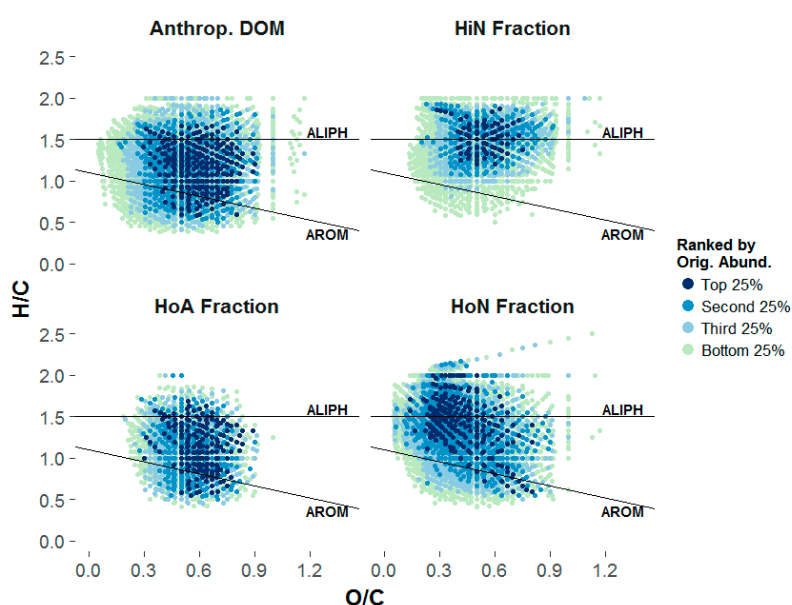 Anthrop. DOM
HiN Fraction
2.5
2.0
1.5
1.0
0.5
0.0
ALIPH
AROM
ALIPH
AROM
H/C
HoA Fraction
HoN Fraction
2.5
2.0
1.5
1.0
0.5
0.0
ALIPH
AROM
ALIPH
AROM
0.0 0.3 0.6 0.9 1.2
0.0 0.3 0.6 0.9 1.2
O/C
Ranked by
Orig. Abund.
Top 25%
Second 25%
Third 25%
Bottom 25%